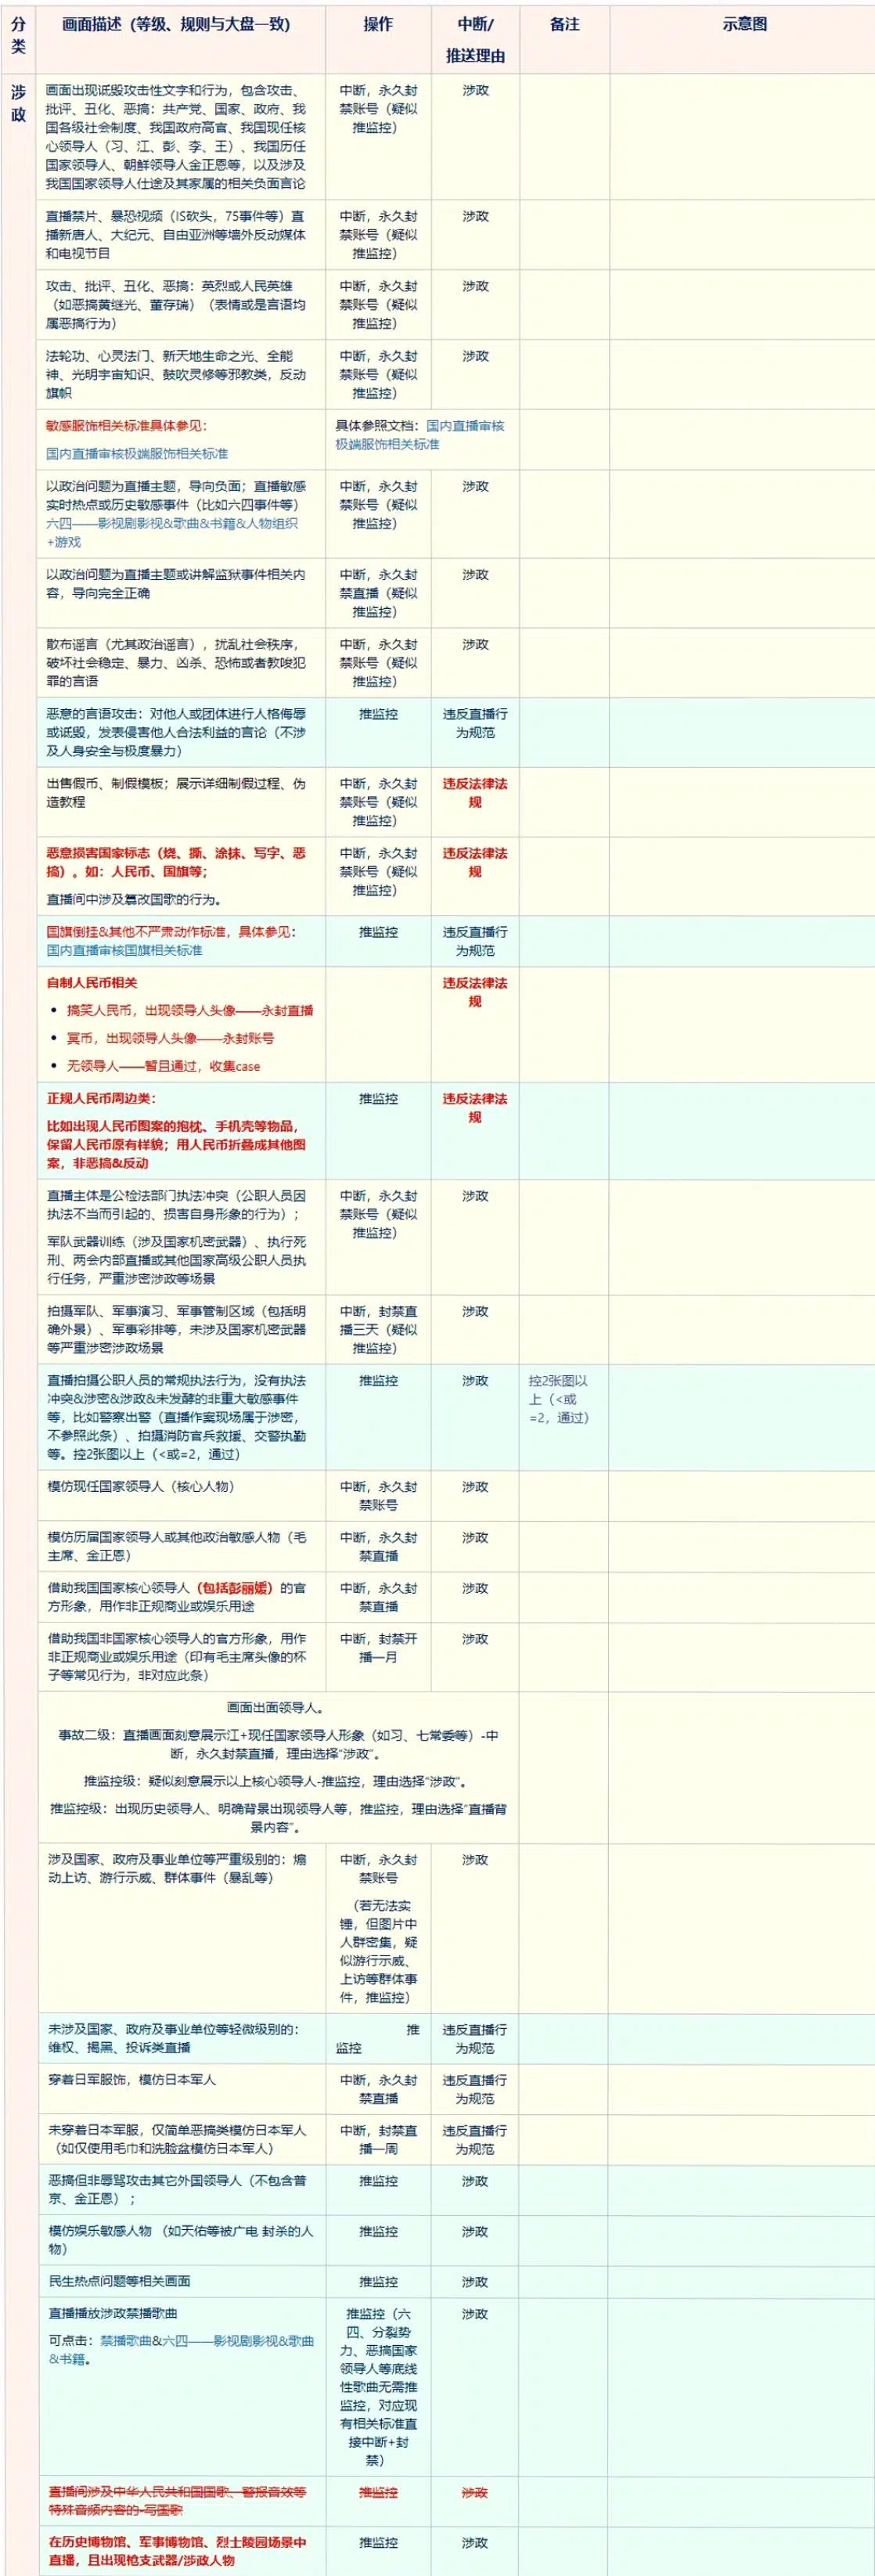 分
类
画面描述（等级、规则与大盘一致）
操作
中断/
推送理由
备注
示意图
涉
政
画面出现诋毁攻击性文字和行为，包含攻击、
批评、丑化、恶搞：共产党、国家、政府、我
国各级社会制度、我国政府高官、我国现任核
心领导人（习、江、彭、李、王）、我国历任
国家领导人、朝鲜领导人金正恩等，以及涉及
我国国家领导人仕途及其家属的相关负面言论
中断，永久封
禁账号（疑似
推监控）
涉政
直播禁片、暴恐视频（IS砍头，75事件等）直
播新唐人、大纪元、自由亚洲等墙外反动媒体
和电视节目
中断，永久封
禁账号（疑似
推监控）
涉政
攻击、批评、丑化、恶搞：英烈或人民英雄
（如恶搞黄继光、董存瑞）（表情或是言语均
属恶搞行为）
中断，永久封
禁账号（疑似
推监控）
涉政
法轮功、心灵法门、新天地生命之光、全能
神、光明宇宙知识、鼓吹灵修等邪教类，反动
旗帜
中断，永久封
禁账号（疑似
推监控）
涉政
敏感服饰相关标准具体参见：
国内直播审核极端服饰相关标准
具体参照文档：国内直播审核
极端服饰相关标准
以政治问题为直播主题，导向负面；直播敏感
实时热点或历史敏感事件（比如六四事件等）
六四——影视剧影视&歌曲&书籍&人物组织
+游戏
中断，永久封
禁账号（疑似
推监控）
涉政
以政治问题为直播主题或讲解监狱事件相关内
容，导向完全正确
中断，永久封
禁直播（疑似
推监控）
涉政
散布谣言（尤其政治谣言），扰乱社会秩序，
破坏社会稳定、暴力、凶杀、恐怖或者教唆犯
罪的言语
中断，永久封
禁账号（疑似
推监控）
涉政
恶意的言语攻击：对他人或团体进行人格侮辱
或诋毁，发表侵害他人合法利益的言论（不涉
及人身安全与极度暴力）
推监控
违反直播行
为规范
出售假币、制假模板；展示详细制假过程、伪
造教程
中断，永久封
禁账号（疑似
推监控）
违反法律法
规
恶意损害国家标志（烧、撕、涂抹、写字、恶
搞）。如：人民币、国旗等；
直播间中涉及篡改国歌的行为。
中断，永久封
禁账号（疑似
推监控）
违反法律法
规
国旗倒挂&其他不严肃动作标准，具体参见：
国内直播审核国旗相关标准
推监控
违反直播行
为规范
自制人民币相关
• 搞笑人民币，出现领导人头像——永封直播
• 冥币，出现领导人头像——永封账号
• 无领导人——暂且通过，收集case
违反法律法
规
正规人民币周边类：
比如出现人民币图案的抱枕、手机壳等物品，
保留人民币原有样貌；用人民币折叠成其他图
案，非恶搞&反动
推监控
违反法律法
规
直播主体是公检法部门执法冲突（公职人员因
执法不当而引起的、损害自身形象的行为）；
军队武器训练（涉及国家机密武器）、执行死
刑、两会内部直播或其他国家高级公职人员执
行任务，严重涉密涉政等场景
中断，永久封
禁账号（疑似
推监控）
涉政
拍摄军队、军事演习、军事管制区域（包括明
确外景）、军事彩排等，未涉及国家机密武器
等严重涉密涉政场景
中断，封禁直
播三天（疑似
推监控）
涉政
直播拍摄公职人员的常规执法行为，没有执法
冲突&涉密&涉政&未发酵的非重大敏感事件
等，比如警察出警（直播作案现场属于涉密，
不参照此条）、拍摄消防官兵救援、交警执勤
等。控2张图以上（<或=2，通过）
推监控
涉政
控2张图以
上（<或
=2，通过）
模仿现任国家领导人（核心人物）
中断，永久封
禁账号
涉政
模仿历届国家领导人或其他政治敏感人物（毛
主席、金正恩）
中断，永久封
禁直播
涉政
借助我国国家核心领导人（包括彭丽媛）的官
方形象，用作非正规商业或娱乐用途
中断，永久封
禁直播
涉政
借助我国非国家核心领导人的官方形象，用作
非正规商业或娱乐用途（印有毛主席头像的杯
子等常见行为，非对应此条）
中断，封禁开
播一月
涉政
画面出面领导人。
事故二级：直播画面刻意展示江+现任国家领导人形象（如习、七常委等）-中
断，永久封禁直播，理由选择“涉政”。
推监控级：疑似刻意展示以上核心领导人-推监控，理由选择“涉政”。
推监控级：出现历史领导人、明确背景出现领导人等，推监控，理由选择“直播背
景内容”。
涉及国家、政府及事业单位等严重级别的：煽
动上访、游行示威、群体事件（暴乱等）
中断，永久封
禁账号
（若无法实
锤，但图片中
人群密集，疑
似游行示威、
上访等群体事
件，推监控）
涉政
未涉及国家、政府及事业单位等轻微级别的：
维权、揭黑、投诉类直播
推
监控
违反直播行
为规范
穿着日军服饰，模仿日本军人
中断，永久封
禁直播
违反直播行
为规范
未穿着日本军服，仅简单恶搞类模仿日本军人
（如仅使用毛巾和洗脸盆模仿日本军人）
中断，封禁直
播一周
违反直播行
为规范
恶搞但非辱骂攻击其它外国领导人（不包含普
京、金正恩）；
推监控
涉政
模仿娱乐敏感人物 （如天佑等被广电 封杀的人
物）
推监控
涉政
民生热点问题等相关画面
推监控
涉政
直播播放涉政禁播歌曲
可点击：禁播歌曲&六四——影视剧影视&歌曲
&书籍。
推监控（六
四、分裂势
力、恶搞国家
领导人等底线
性歌曲无需推
监控，对应现
有相关标准直
接中断+封
禁）
涉政
直播间涉及中华人民共和国国歌、警报音效等
特殊音频内容的-写国歌
推监控
涉政
在历史博物馆、军事博物馆、烈士陵园场景中
直播，且出现枪支武器/涉政人物
推监控
涉政